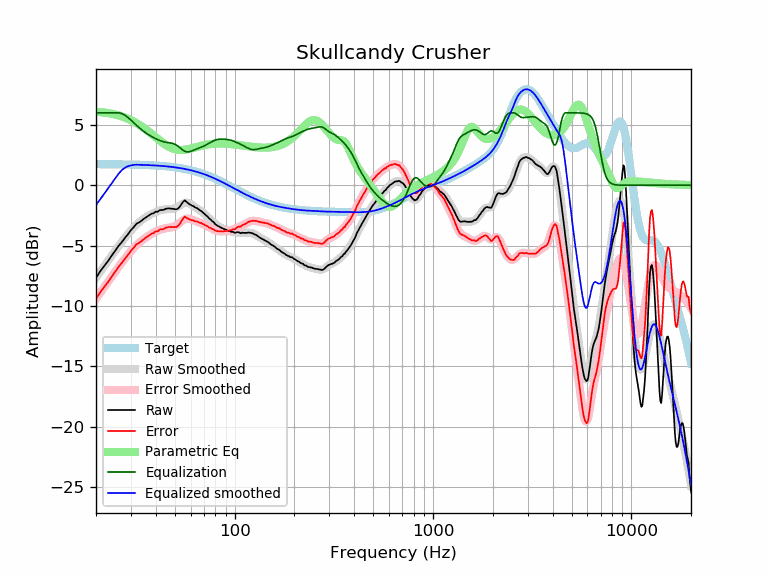 Skullcandy Crusher
Amplitude (dBr)
5
0
−5
−10
−15
−20
−25
Target
Raw Smoothed
Error Smoothed
Raw
Error
Parametric Eq
Equalization
Equalized smoothed
100
1000
10000
Frequency (Hz)